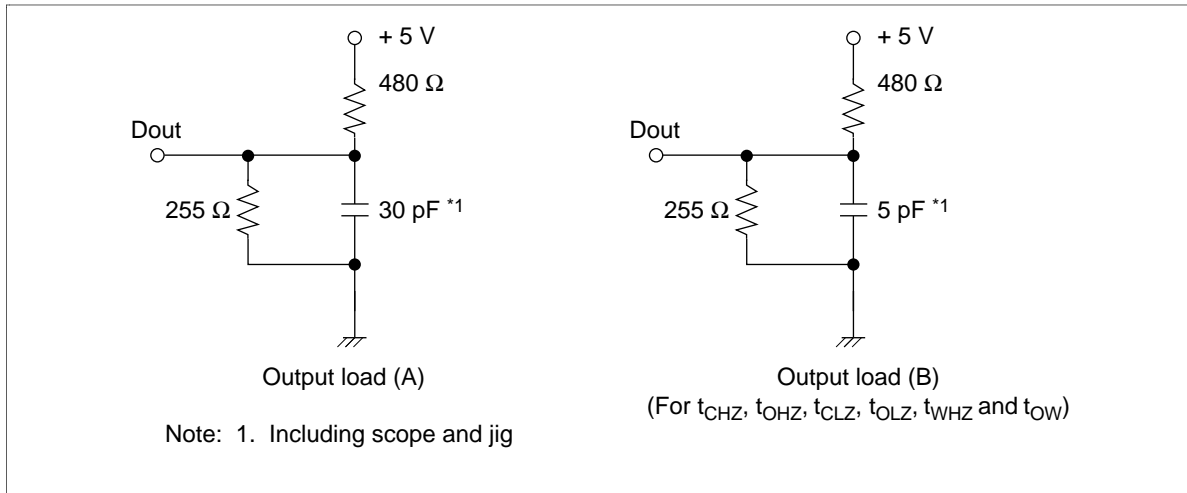 + 5 V
480 Ω
Dout
255 Ω
30 pF *1
Output load (A)
+ 5 V
480 Ω
Dout
255 Ω
5 pF *1
Output load (B)
(For tCHZ, tOHZ, tCLZ, tOLZ, tWHZ and tOW)
Note: 1. Including scope and jig